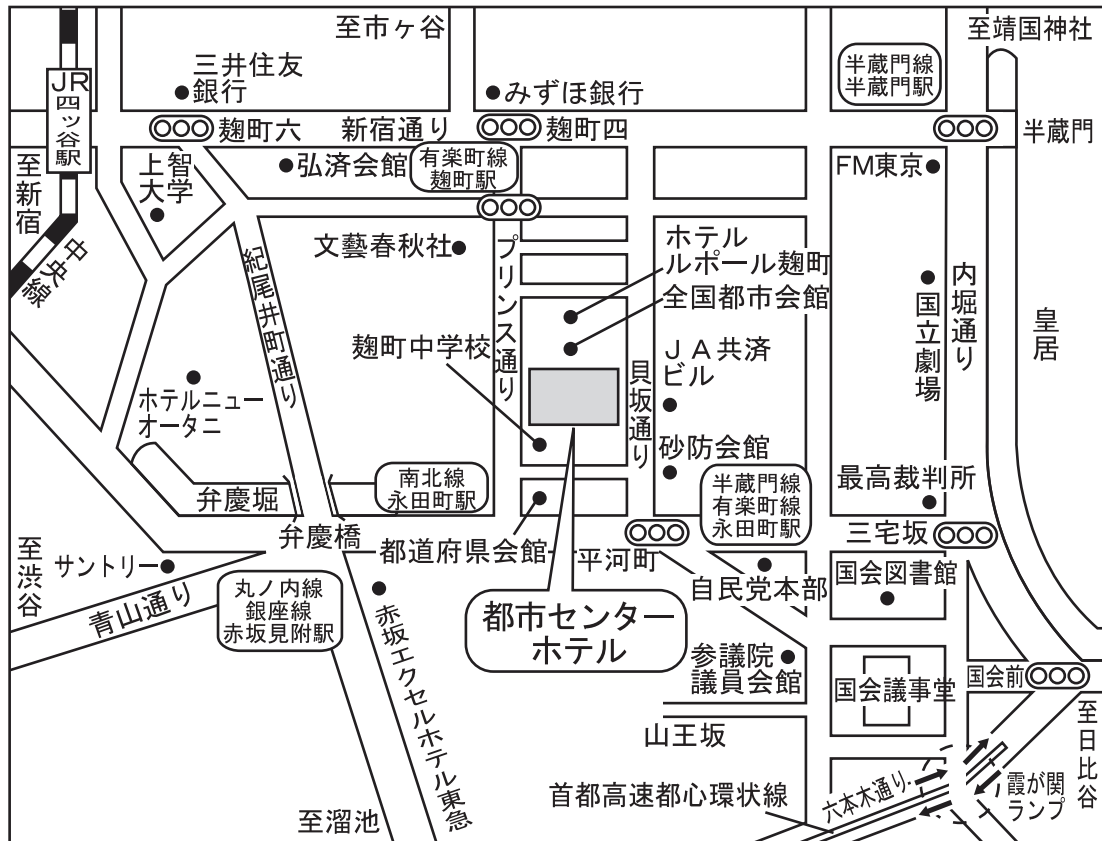 至市ヶ谷
至靖国神社
三井住友
銀行
みずほ銀行
半蔵門線
半蔵門駅
JR
四ッ谷駅
麹町六
新宿通り
麹町四
半蔵門
至新宿
上智
大学
弘済会館
有楽町線
麹町駅
FM東京
中央線
紀尾井町通り
文藝春秋社
プリンス通り
ホテル
ルポール麹町
全国都市会館
国立劇場
内堀通り
皇居
麹町中学校
JA共済
ビル
貝坂通り
ホテルニュー
オータニ
砂防会館
南北線
永田町駅
半蔵門線
有楽町線
永田町駅
最高裁判所
弁慶堀
弁慶橋
都道府県会館
平河町
三宅坂
至渋谷
サントリー
青山通り
丸ノ内線
銀座線
赤坂見附駅
赤坂エクセルホテル東急
都市センター
ホテル
自民党本部
国会図書館
参議院
議員会館
国会議事堂
国会前
山王坂
至日比谷
首都高速都心環状線
六本木通り
霞が関
ランプ
至溜池